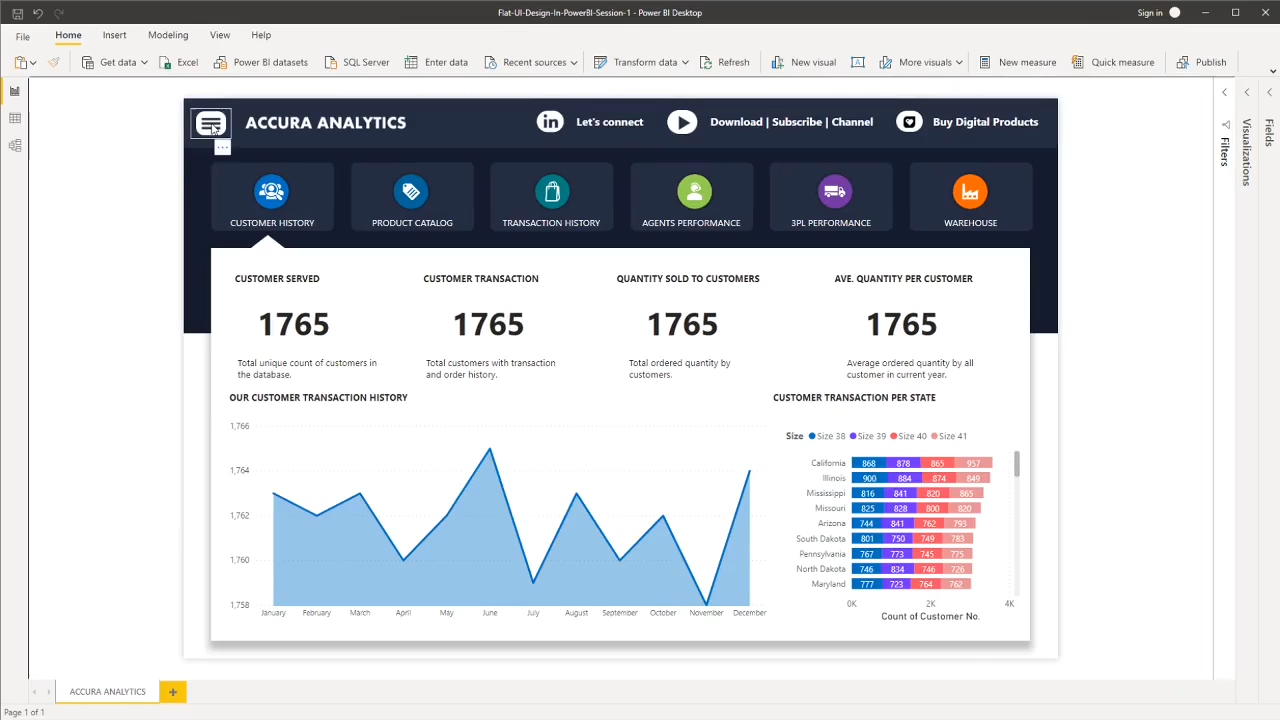 Flat-UI-Design-In-PowerBI-Session-1 - Power BI Desktop
Sign in
File
Home
Insert
Modeling
View
Help
Get data
Excel
Power BI datasets
SQL Server
Enter data
Recent sources
Transform data
Refresh
New visual
More visuals
New measure
Quick measure
Publish
ACCURA ANALYTICS
in
Let's connect
Download | Subscribe | Channel
Buy Digital Products
Filters
Visualizations
Fields
CUSTOMER HISTORY
PRODUCT CATALOG
TRANSACTION HISTORY
AGENTS PERFORMANCE
3PL PERFORMANCE
WAREHOUSE
CUSTOMER SERVED
CUSTOMER TRANSACTION
QUANTITY SOLD TO CUSTOMERS
AVE. QUANTITY PER CUSTOMER
1765
1765
1765
1765
Total unique count of customers in
the database.
Total customers with transaction
and order history.
Total ordered quantity by
customers.
Average ordered quantity by all
customer in current year.
OUR CUSTOMER TRANSACTION HISTORY
1,766
1,764
1,762
1,760
1,758
January February March April May June July August September October November December
CUSTOMER TRANSACTION PER STATE
Size Size 38 Size 39 Size 40 Size 41
California 868 878 865 957
Illinois 900 884 874 849
Mississippi 816 841 820 865
Missouri 825 828 800 820
Arizona 744 841 762 793
South Dakota 801 750 749 783
Pennsylvania 767 773 745 775
North Dakota 746 834 746 726
Maryland 777 723 764 762
0K 2K 4K
Count of Customer No.
ACCURA ANALYTICS
Page 1 of 1